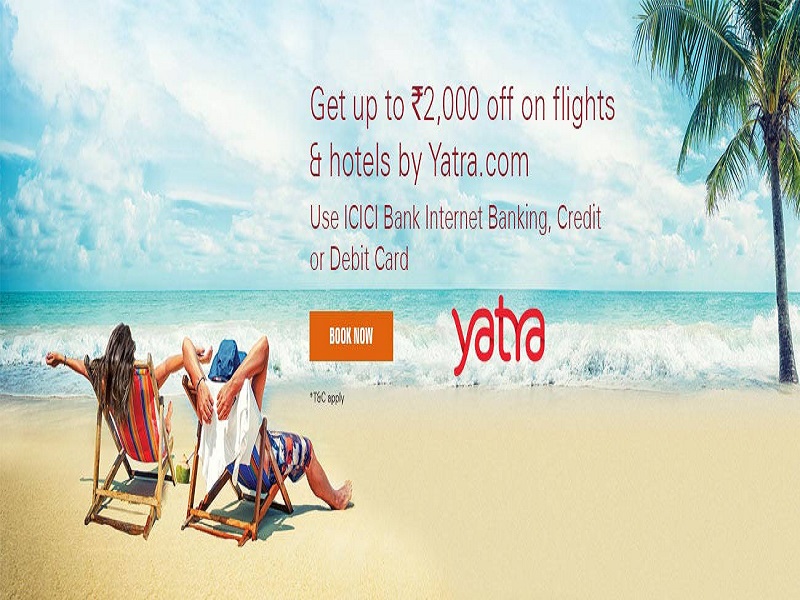 Get up to ₹2,000 off on flights
& hotels by Yatra.com
Use ICICI Bank Internet Banking, Credit
or Debit Card
BOOK NOW
yatra
*T&C apply